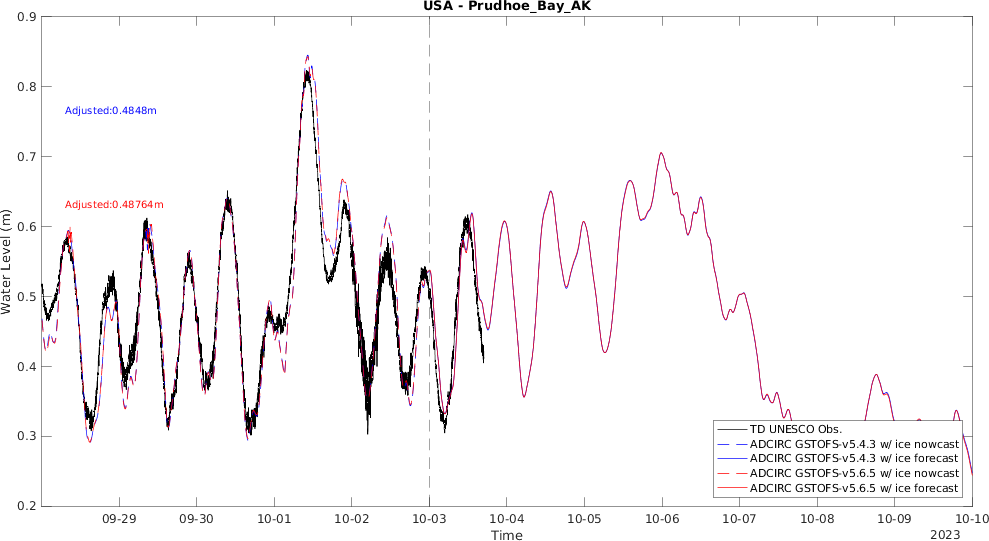 USA - Prudhoe_Bay_AK
0.9
0.8
0.7
0.6
0.5
0.4
0.3
0.2
Water Level (m)
Adjusted:0.4848m
Adjusted:0.48764m
TD UNESCO Obs.
ADCIRC GSTOFS-v5.4.3 w/ ice nowcast
ADCIRC GSTOFS-v5.4.3 w/ ice forecast
ADCIRC GSTOFS-v5.6.5 w/ ice nowcast
ADCIRC GSTOFS-v5.6.5 w/ ice forecast
09-29 09-30 10-01 10-02 10-03 10-04 10-05 10-06 10-07 10-08 10-09 10-10
Time
2023